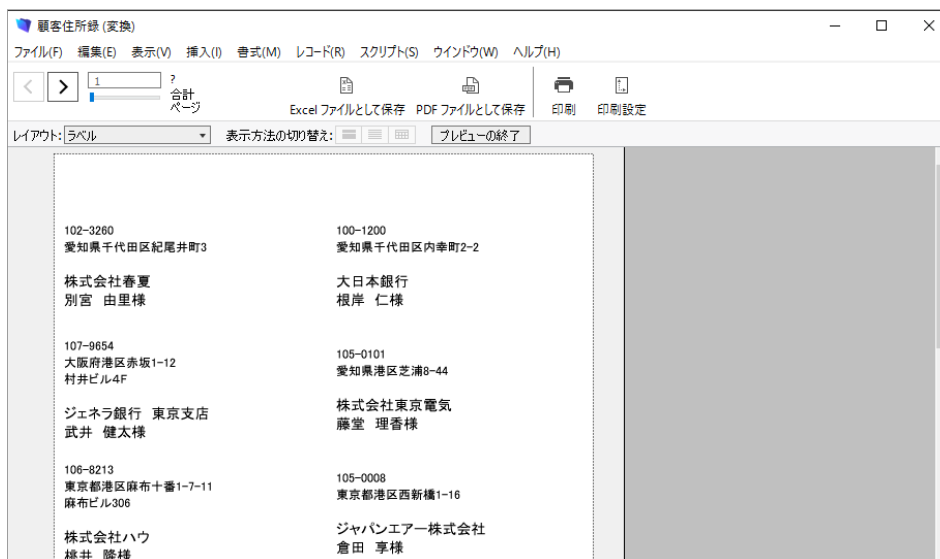 顧客住所録 (変換)
ファイル(F) 編集(E) 表示(V) 挿入(I) 書式(M) レコード(R) スクリプト(S) ウインドウ(W) ヘルプ(H)
1
?
合計
ページ
Excel ファイルとして保存 PDF ファイルとして保存 印刷 印刷設定
レイアウト: ラベル 表示方法の切り替え: プレビューの終了
102-3260
愛知県千代田区紀尾井町3
株式会社春夏
別宮 由里様
100-1200
愛知県千代田区内幸町2-2
大日本銀行
根岸 仁様
107-9654
大阪府港区赤坂1-12
村井ビル4F
ジェネラ銀行 東京支店
武井 健太様
105-0101
愛知県港区芝浦8-44
株式会社東京電気
藤堂 理香様
106-8213
東京都港区麻布十番1-7-11
麻布ビル306
株式会社ハウ
桃井 隆様
105-0008
東京都港区西新橋1-16
ジャパンエアー株式会社
倉田 享様